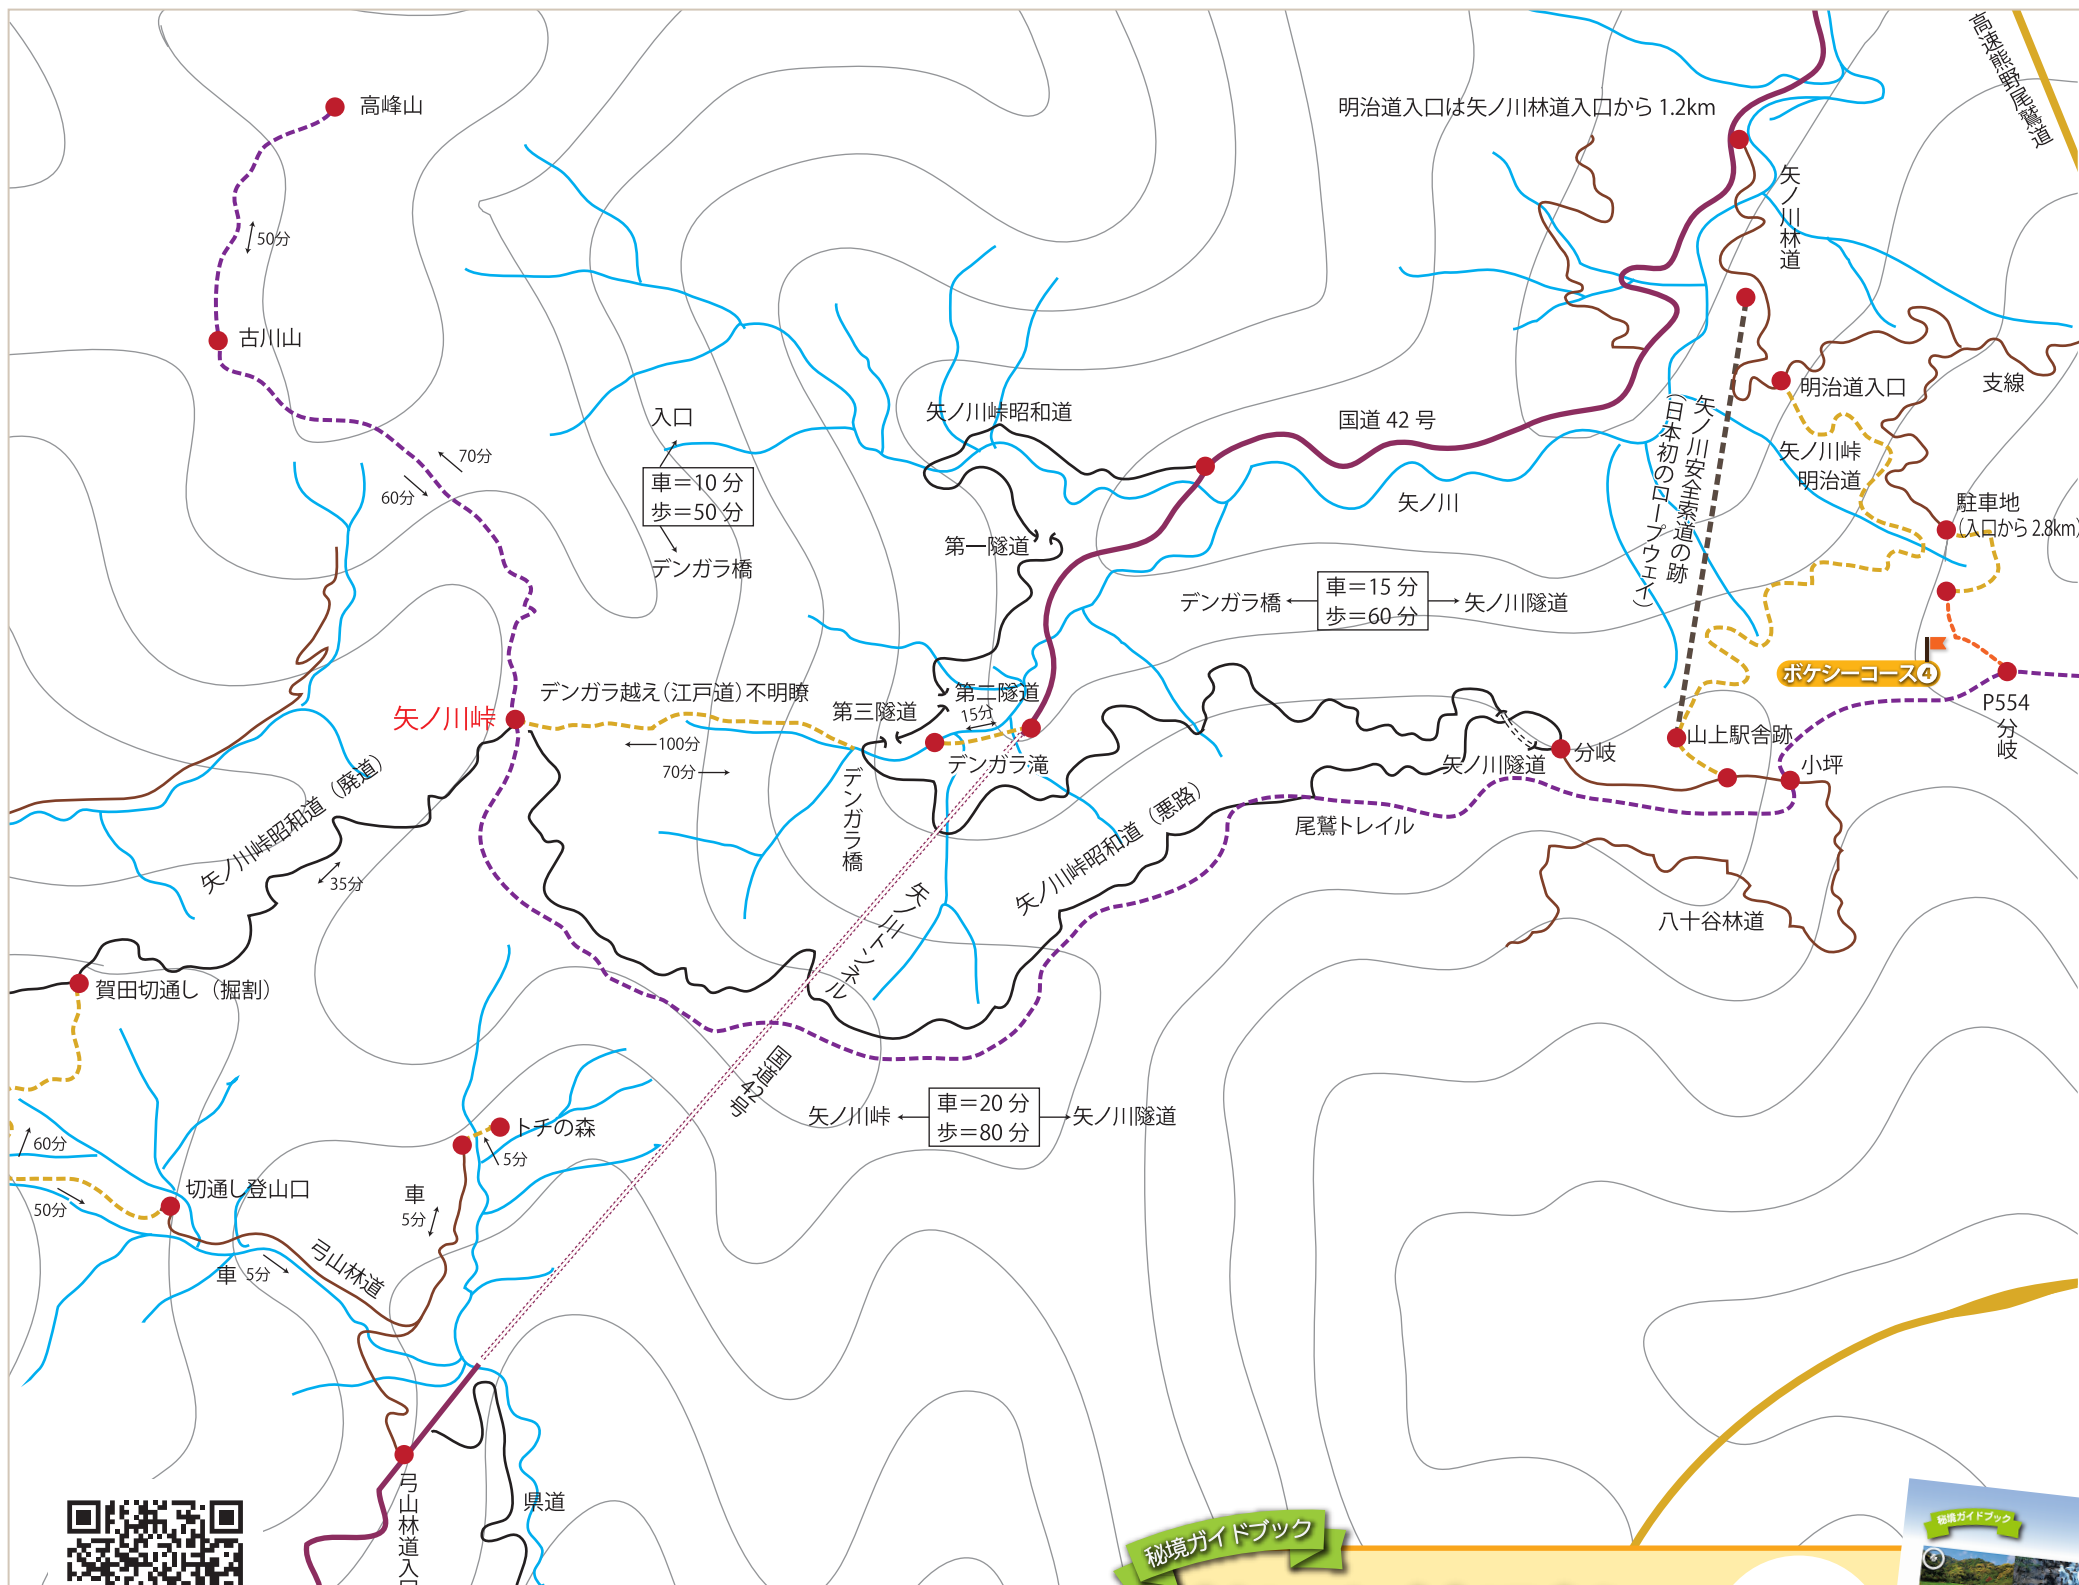 高速熊野尾鷲道
高峰山
明治道入口は矢ノ川林道入口から 1.2km
矢ノ川林道
50分
古川山
支線
明治道入口
入口
矢ノ川峠昭和道
国道 42 号
矢ノ川安全索道の跡
（日本初のロープウェイ）
矢ノ川峠
明治道
70分
60分
車＝10 分
歩＝50 分
デンガラ橋
矢ノ川
駐車地
（入口から 2.8km）
第一隧道
デンガラ橋
車＝15 分
歩＝60 分
矢ノ川隧道
ボケシーコース4
デンガラ越え（江戸道）不明瞭
矢ノ川峠
第二隧道
第三隧道
15分
P554
分岐
100分
70分
デンガラ滝
矢ノ川隧道
分岐
山上駅舎跡
小坪
デンガラ橋
矢ノ川峠昭和道（廃道）
35分
矢ノ川峠昭和道（悪路）
尾鷲トレイル
矢ノ川トンネル
八十谷林道
賀田切通し（掘割）
国道42号
矢ノ川峠
車＝20 分
歩＝80 分
矢ノ川隧道
トチの森
5分
60分
切通し登山口
50分
車
5分
弓山林道
車 5分
県道
弓山林道入口
秘境ガイドブック
秘境ガイドブック